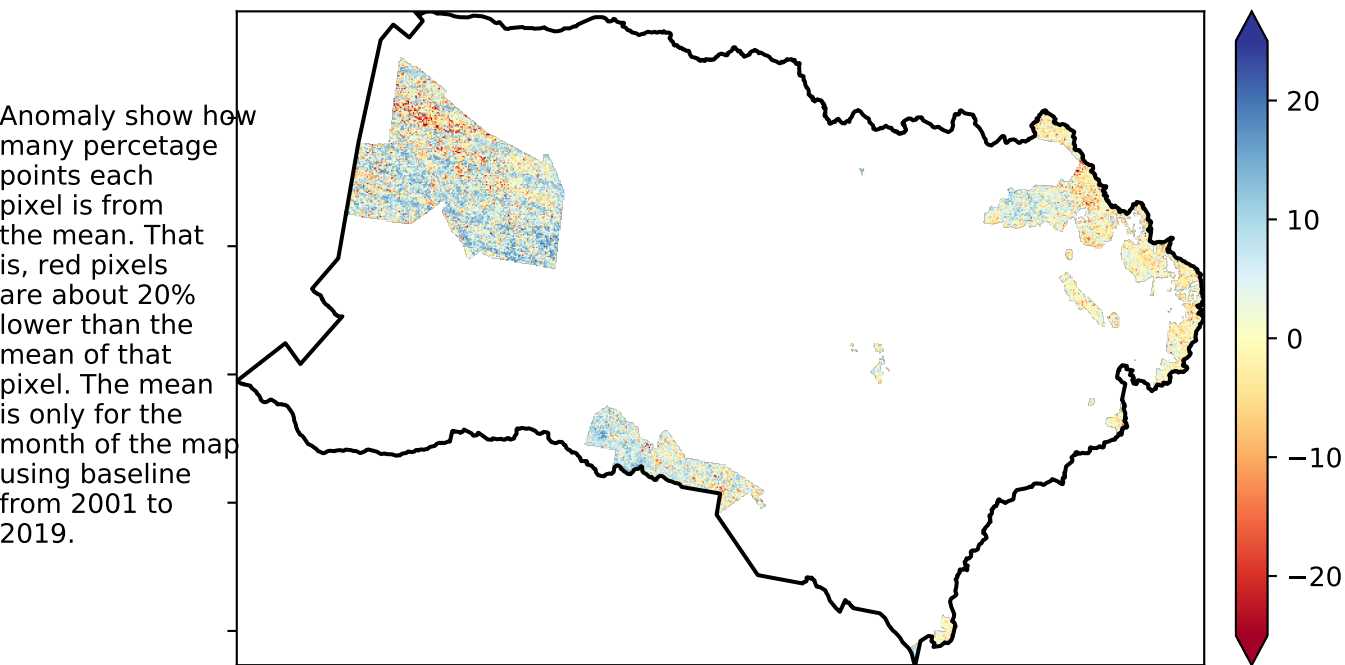 Anomaly show how
many percetage
points each
pixel is from
the mean. That
is, red pixels
are about 20%
lower than the
mean of that
pixel. The mean
is only for the
month of the map
using baseline
from 2001 to
2019.
20
10
0
−10
−20